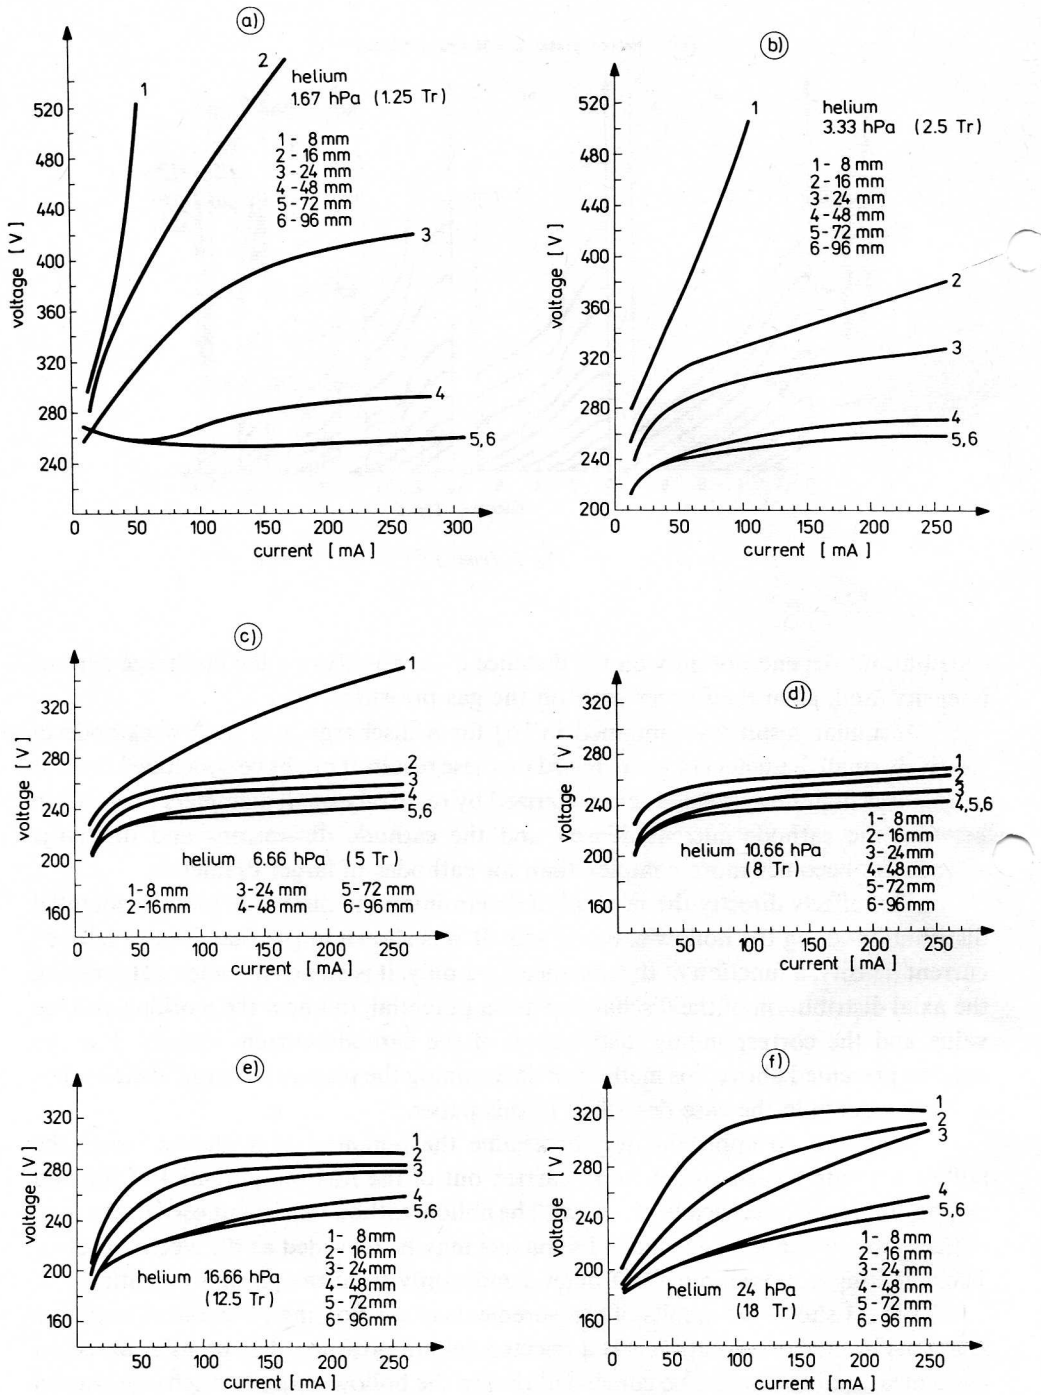 a)
voltage [ V ]
520
480
440
400
360
320
280
240
1
2
3
4
5,6
helium
1.67 hPa (1.25 Tr)
1 - 8 mm
2 - 16 mm
3 - 24 mm
4 - 48 mm
5 - 72 mm
6 - 96 mm
0 50 100 150 200 250 300
current [ mA ]
b)
voltage [ V ]
520
480
440
400
360
320
280
240
200
1
2
3
4
5,6
helium
3.33 hPa (2.5 Tr)
1 - 8 mm
2 - 16 mm
3 - 24 mm
4 - 48 mm
5 - 72 mm
6 - 96 mm
0 50 100 150 200 250
current [ mA ]
c)
voltage [ V ]
320
280
240
200
160
1
2
3
4
5,6
helium 6.66 hPa (5 Tr)
1-8 mm 3-24 mm 5-72 mm
2-16 mm 4-48 mm 6-96 mm
50 100 150 200 250
current [ mA ]
d)
voltage [ V ]
320
280
260
240
200
160
1
2
3
4,5,6
helium 10.66 hPa
(8 Tr)
1 - 8 mm
2 - 16 mm
3 - 24 mm
4 - 48 mm
5 - 72 mm
6 - 96 mm
50 100 150 200 250
current [ mA ]
e)
voltage [ V ]
320
280
240
200
160
1
2
3
4
5,6
helium 16.66 hPa
(12.5 Tr)
1 - 8 mm
2 - 16 mm
3 - 24 mm
4 - 48 mm
5 - 72 mm
6 - 96 mm
50 100 150 200 250
current [ mA ]
f)
voltage [ V ]
320
280
260
240
200
160
1
2
3
4
5,6
helium 24 hPa
(18 Tr)
1 - 8 mm
2 - 16 mm
3 - 24 mm
4 - 48 mm
5 - 72 mm
6 - 96 mm
0 50 100 150 200 250
current [ mA ]